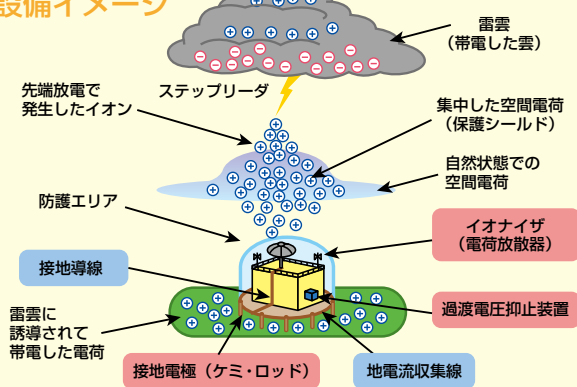 設備イメージ
雷雲
（帯電した雲）
先端放電で
発生したイオン
ステップリーダ
集中した空間電荷
（保護シールド）
自然状態での
空間電荷
防護エリア
イオナイザ
（電荷放散器）
接地導線
過渡電圧抑止装置
雷雲に
誘導されて
帯電した電荷
接地電極（ケミ・ロッド）
地電流収集線